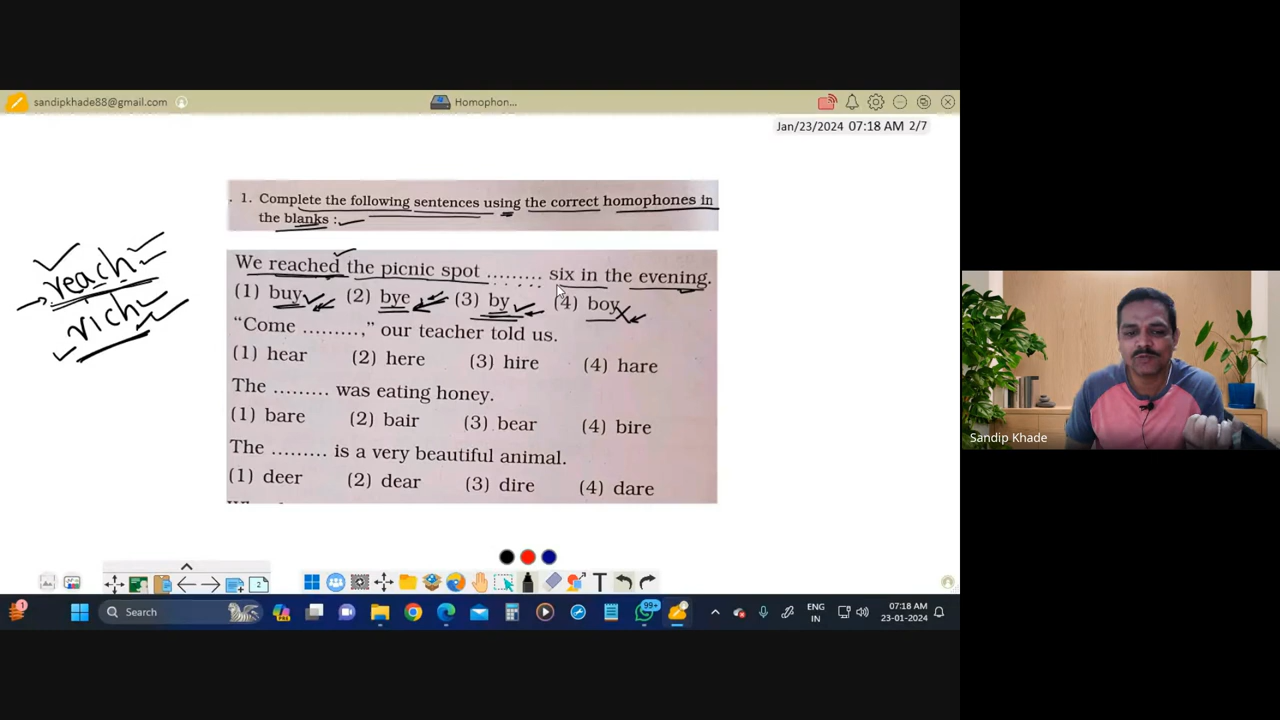 sandipkhade88@gmail.com
Homophon...
Jan/23/2024 07:18 AM 2/7
. 1. Complete the following sentences using the correct homophones in
the blanks :
reach
rich
We reached the picnic spot ......... six in the evening.
(1) buy (2) bye (3) by (4) boy
“Come .........,” our teacher told us.
(1) hear (2) here (3) hire (4) hare
The ......... was eating honey.
(1) bare (2) bair (3) bear (4) bire
The ......... is a very beautiful animal.
(1) deer (2) dear (3) dire (4) dare
Sandip Khade
2
T
1
Search
PRE
99+
ENG
IN
07:18 AM
23-01-2024